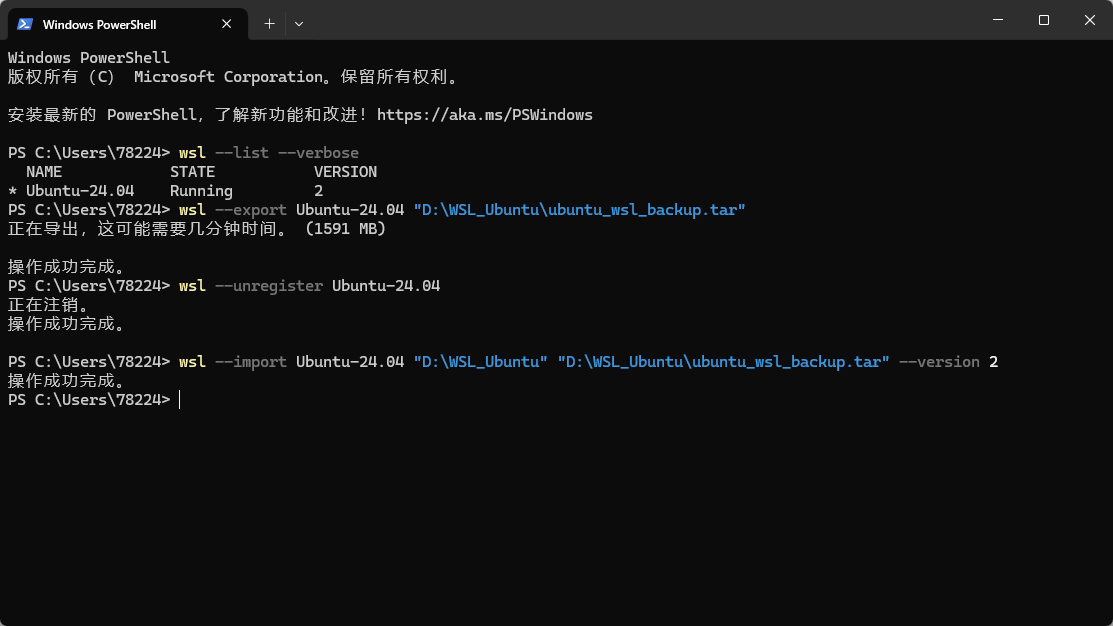 Windows PowerShell
Windows PowerShell
版权所有（C） Microsoft Corporation。保留所有权利。
安装最新的 PowerShell，了解新功能和改进！https://aka.ms/PSWindows
PS C:\Users\78224> wsl --list --verbose
NAME STATE VERSION
* Ubuntu-24.04 Running 2
PS C:\Users\78224> wsl --export Ubuntu-24.04 "D:\WSL_Ubuntu\ubuntu_wsl_backup.tar"
正在导出，这可能需要几分钟时间。 (1591 MB)
操作成功完成。
PS C:\Users\78224> wsl --unregister Ubuntu-24.04
正在注销。
操作成功完成。
PS C:\Users\78224> wsl --import Ubuntu-24.04 "D:\WSL_Ubuntu" "D:\WSL_Ubuntu\ubuntu_wsl_backup.tar" --version 2
操作成功完成。
PS C:\Users\78224>